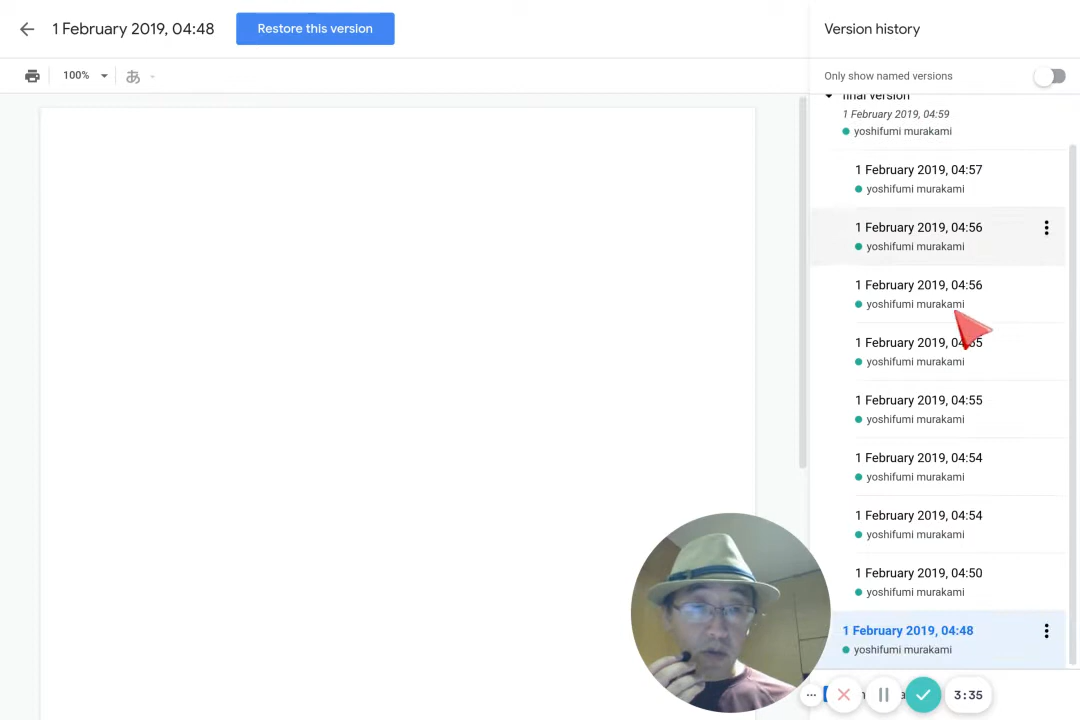 1 February 2019, 04:48
Restore this version
Version history
100%
あ
Only show named versions
final version
1 February 2019, 04:59
yoshifumi murakami
1 February 2019, 04:57
yoshifumi murakami
1 February 2019, 04:56
yoshifumi murakami
1 February 2019, 04:56
yoshifumi murakami
1 February 2019, 04:55
yoshifumi murakami
1 February 2019, 04:55
yoshifumi murakami
1 February 2019, 04:54
yoshifumi murakami
1 February 2019, 04:54
yoshifumi murakami
1 February 2019, 04:50
yoshifumi murakami
1 February 2019, 04:48
yoshifumi murakami
3:35